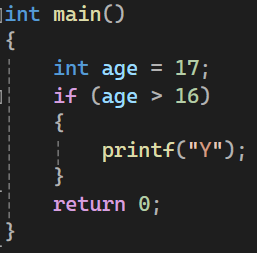 int main()
{
    int age = 17;
    if (age > 16)
    {
        printf("Y");
    }
    return 0;
}